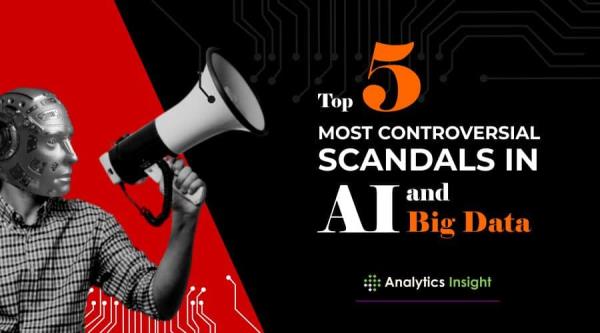 Top 5
MOST CONTROVERSIAL
SCANDALS IN
AI and
Big Data
Analytics Insight